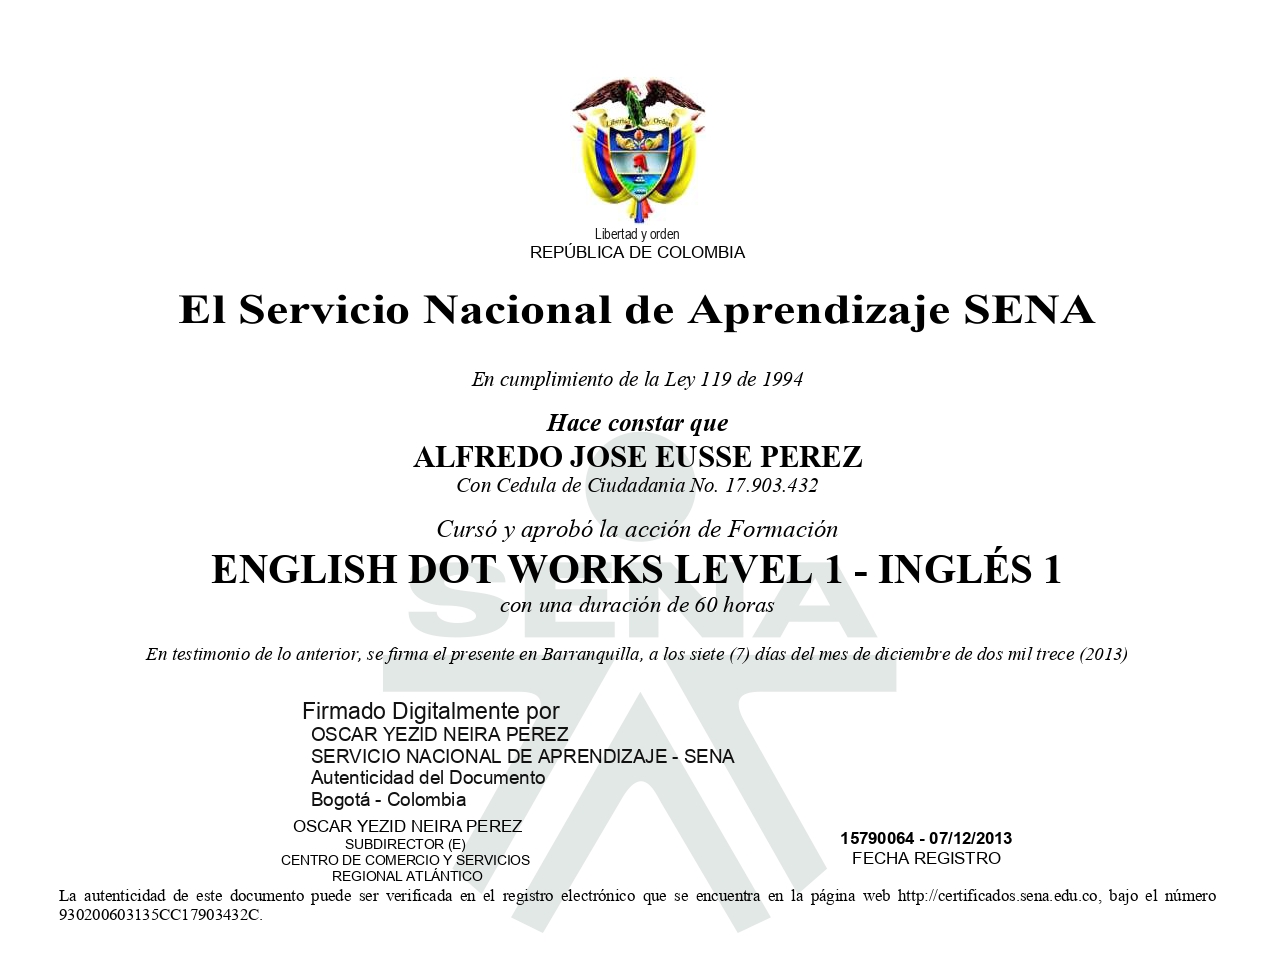 Libertad y Orden
Libertad y orden
REPÚBLICA DE COLOMBIA
El Servicio Nacional de Aprendizaje SENA
En cumplimiento de la Ley 119 de 1994
Hace constar que
ALFREDO JOSE EUSSE PEREZ
Con Cedula de Ciudadania No. 17.903.432
Cursó y aprobó la acción de Formación
ENGLISH DOT WORKS LEVEL 1 - INGLÉS 1
SENA
con una duración de 60 horas
En testimonio de lo anterior, se firma el presente en Barranquilla, a los siete (7) días del mes de diciembre de dos mil trece (2013)
Firmado Digitalmente por
OSCAR YEZID NEIRA PEREZ
SERVICIO NACIONAL DE APRENDIZAJE - SENA
Autenticidad del Documento
Bogotá - Colombia
OSCAR YEZID NEIRA PEREZ
SUBDIRECTOR (E)
CENTRO DE COMERCIO Y SERVICIOS
REGIONAL ATLÁNTICO
15790064 - 07/12/2013
FECHA REGISTRO
La autenticidad de este documento puede ser verificada en el registro electrónico que se encuentra en la página web http://certificados.sena.edu.co, bajo el número
930200603135CC17903432C.